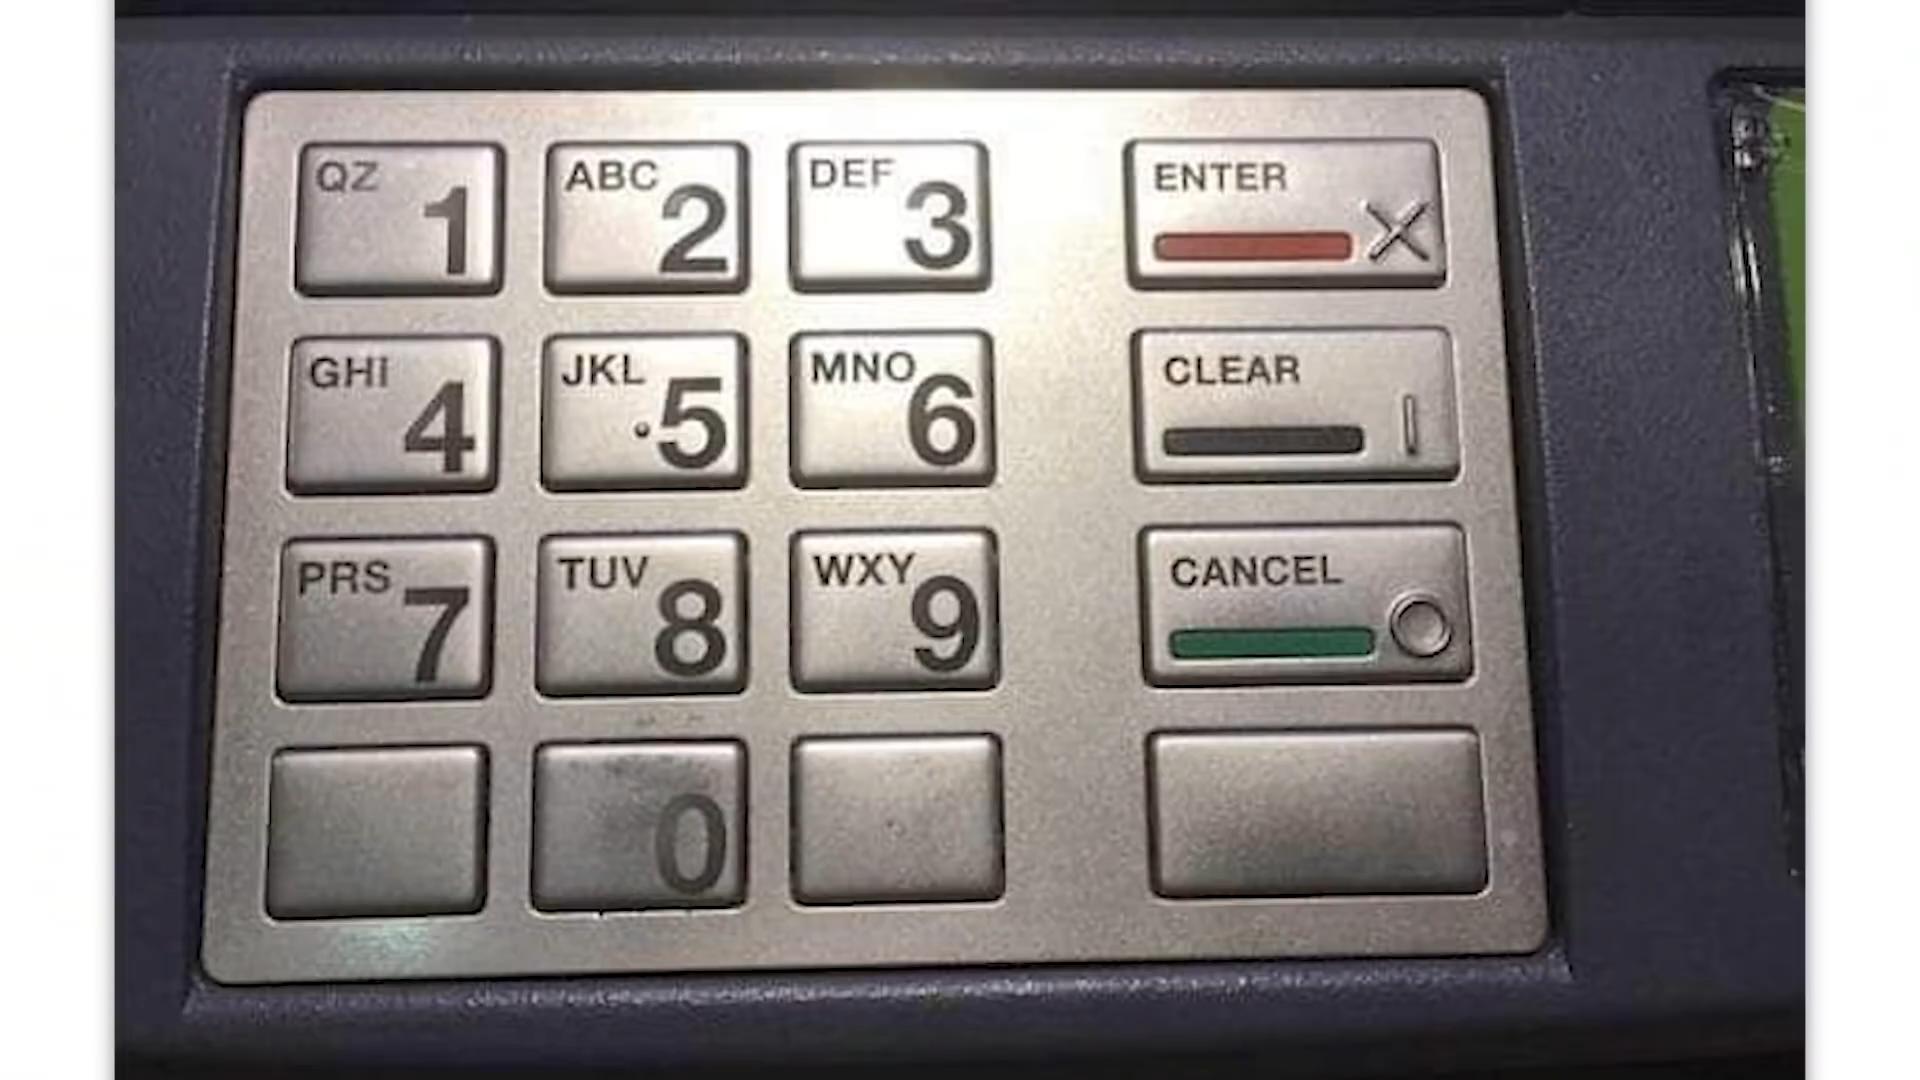 QZ 1 ABC 2 DEF 3 ENTER
GHI 4 JKL 5 MNO 6 CLEAR
PRS 7 TUV 8 WXY 9 CANCEL
0